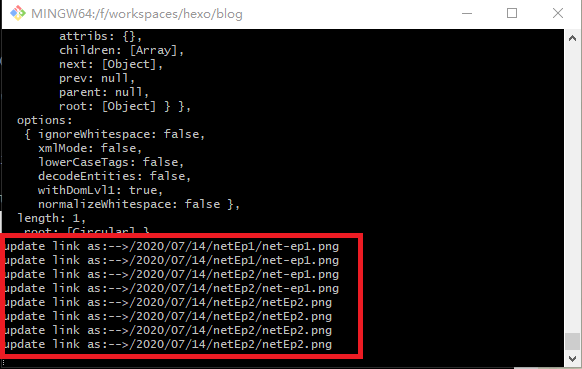 MINGW64:/f/workspaces/hexo/blog
attribs: {},
children: [Array],
next: [Object],
prev: null,
parent: null,
root: [Object] } },
options:
{ ignoreWhitespace: false,
xmlMode: false,
lowerCaseTags: false,
decodeEntities: false,
withDomLvl1: true,
normalizeWhitespace: false },
length: 1,
root: [Circular] }
update link as:-->/2020/07/14/netEp1/net-ep1.png
update link as:-->/2020/07/14/netEp1/net-ep1.png
update link as:-->/2020/07/14/netEp2/net-ep1.png
update link as:-->/2020/07/14/netEp2/net-ep1.png
update link as:-->/2020/07/14/netEp2/netEp2.png
update link as:-->/2020/07/14/netEp2/netEp2.png
update link as:-->/2020/07/14/netEp2/netEp2.png
update link as:-->/2020/07/14/netEp2/netEp2.png